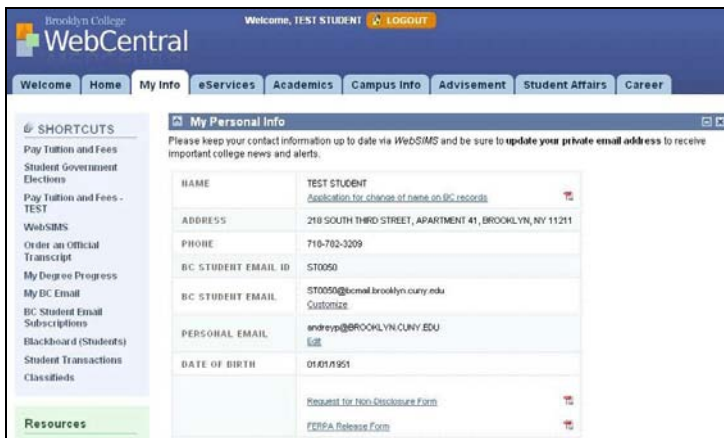 Brooklyn College
WebCentral
Welcome, TEST STUDENT LOGOUT
Welcome Home My Info eServices Academics Campus Info Advisement Student Affairs Career
SHORTCUTS
Pay Tuition and Fees
Student Government
Elections
Pay Tuition and Fees -
TEST
WebSIMS
Order an Official
Transcript
My Degree Progress
My BC Email
BC Student Email
Subscriptions
Blackboard (Students)
Student Transactions
Classifieds
Resources
My Personal Info
Please keep your contact information up to date via WebSIMS and be sure to update your private email address to receive
important college news and alerts.
NAME TEST STUDENT
Application for change of name on BC records
ADDRESS 218 SOUTH THIRD STREET, APARTMENT 41, BROOKLYN, NY 11211
PHONE 718-782-3209
BC STUDENT EMAIL ID ST0050
BC STUDENT EMAIL ST0050@bcmail.brooklyn.cuny.edu
Customize
PERSONAL EMAIL andreyp@BROOKLYN.CUNY.EDU
Edit
DATE OF BIRTH 01/01/1951
Request for Non-Disclosure Form
FERPA Release Form